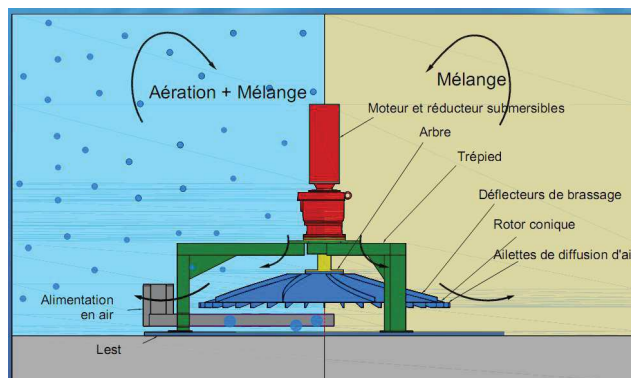 Aération + Mélange
Mélange
Moteur et réducteur submersibles
Arbre
Trépied
Déflecteurs de brassage
Rotor conique
Ailettes de diffusion d'ai
Alimentation
en air
Lest